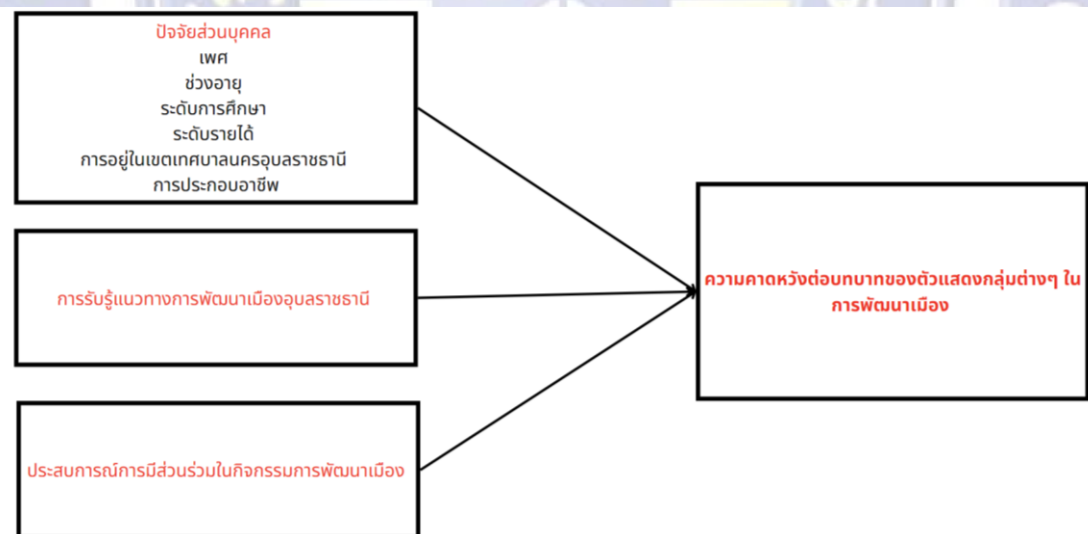 ปัจจัยส่วนบุคคล
เพศ
ช่วงอายุ
ระดับการศึกษา
ระดับรายได้
การอยู่ในเขตเทศบาลนครอุบลราชธานี
การประกอบอาชีพ
การรับรู้แนวทางการพัฒนาเมืองอุบลราชธานี
ประสบการณ์การมีส่วนร่วมในกิจกรรมการพัฒนาเมือง
ความคาดหวังต่อบทบาทของตัวแสดงกลุ่มต่างๆ ใน
การพัฒนาเมือง